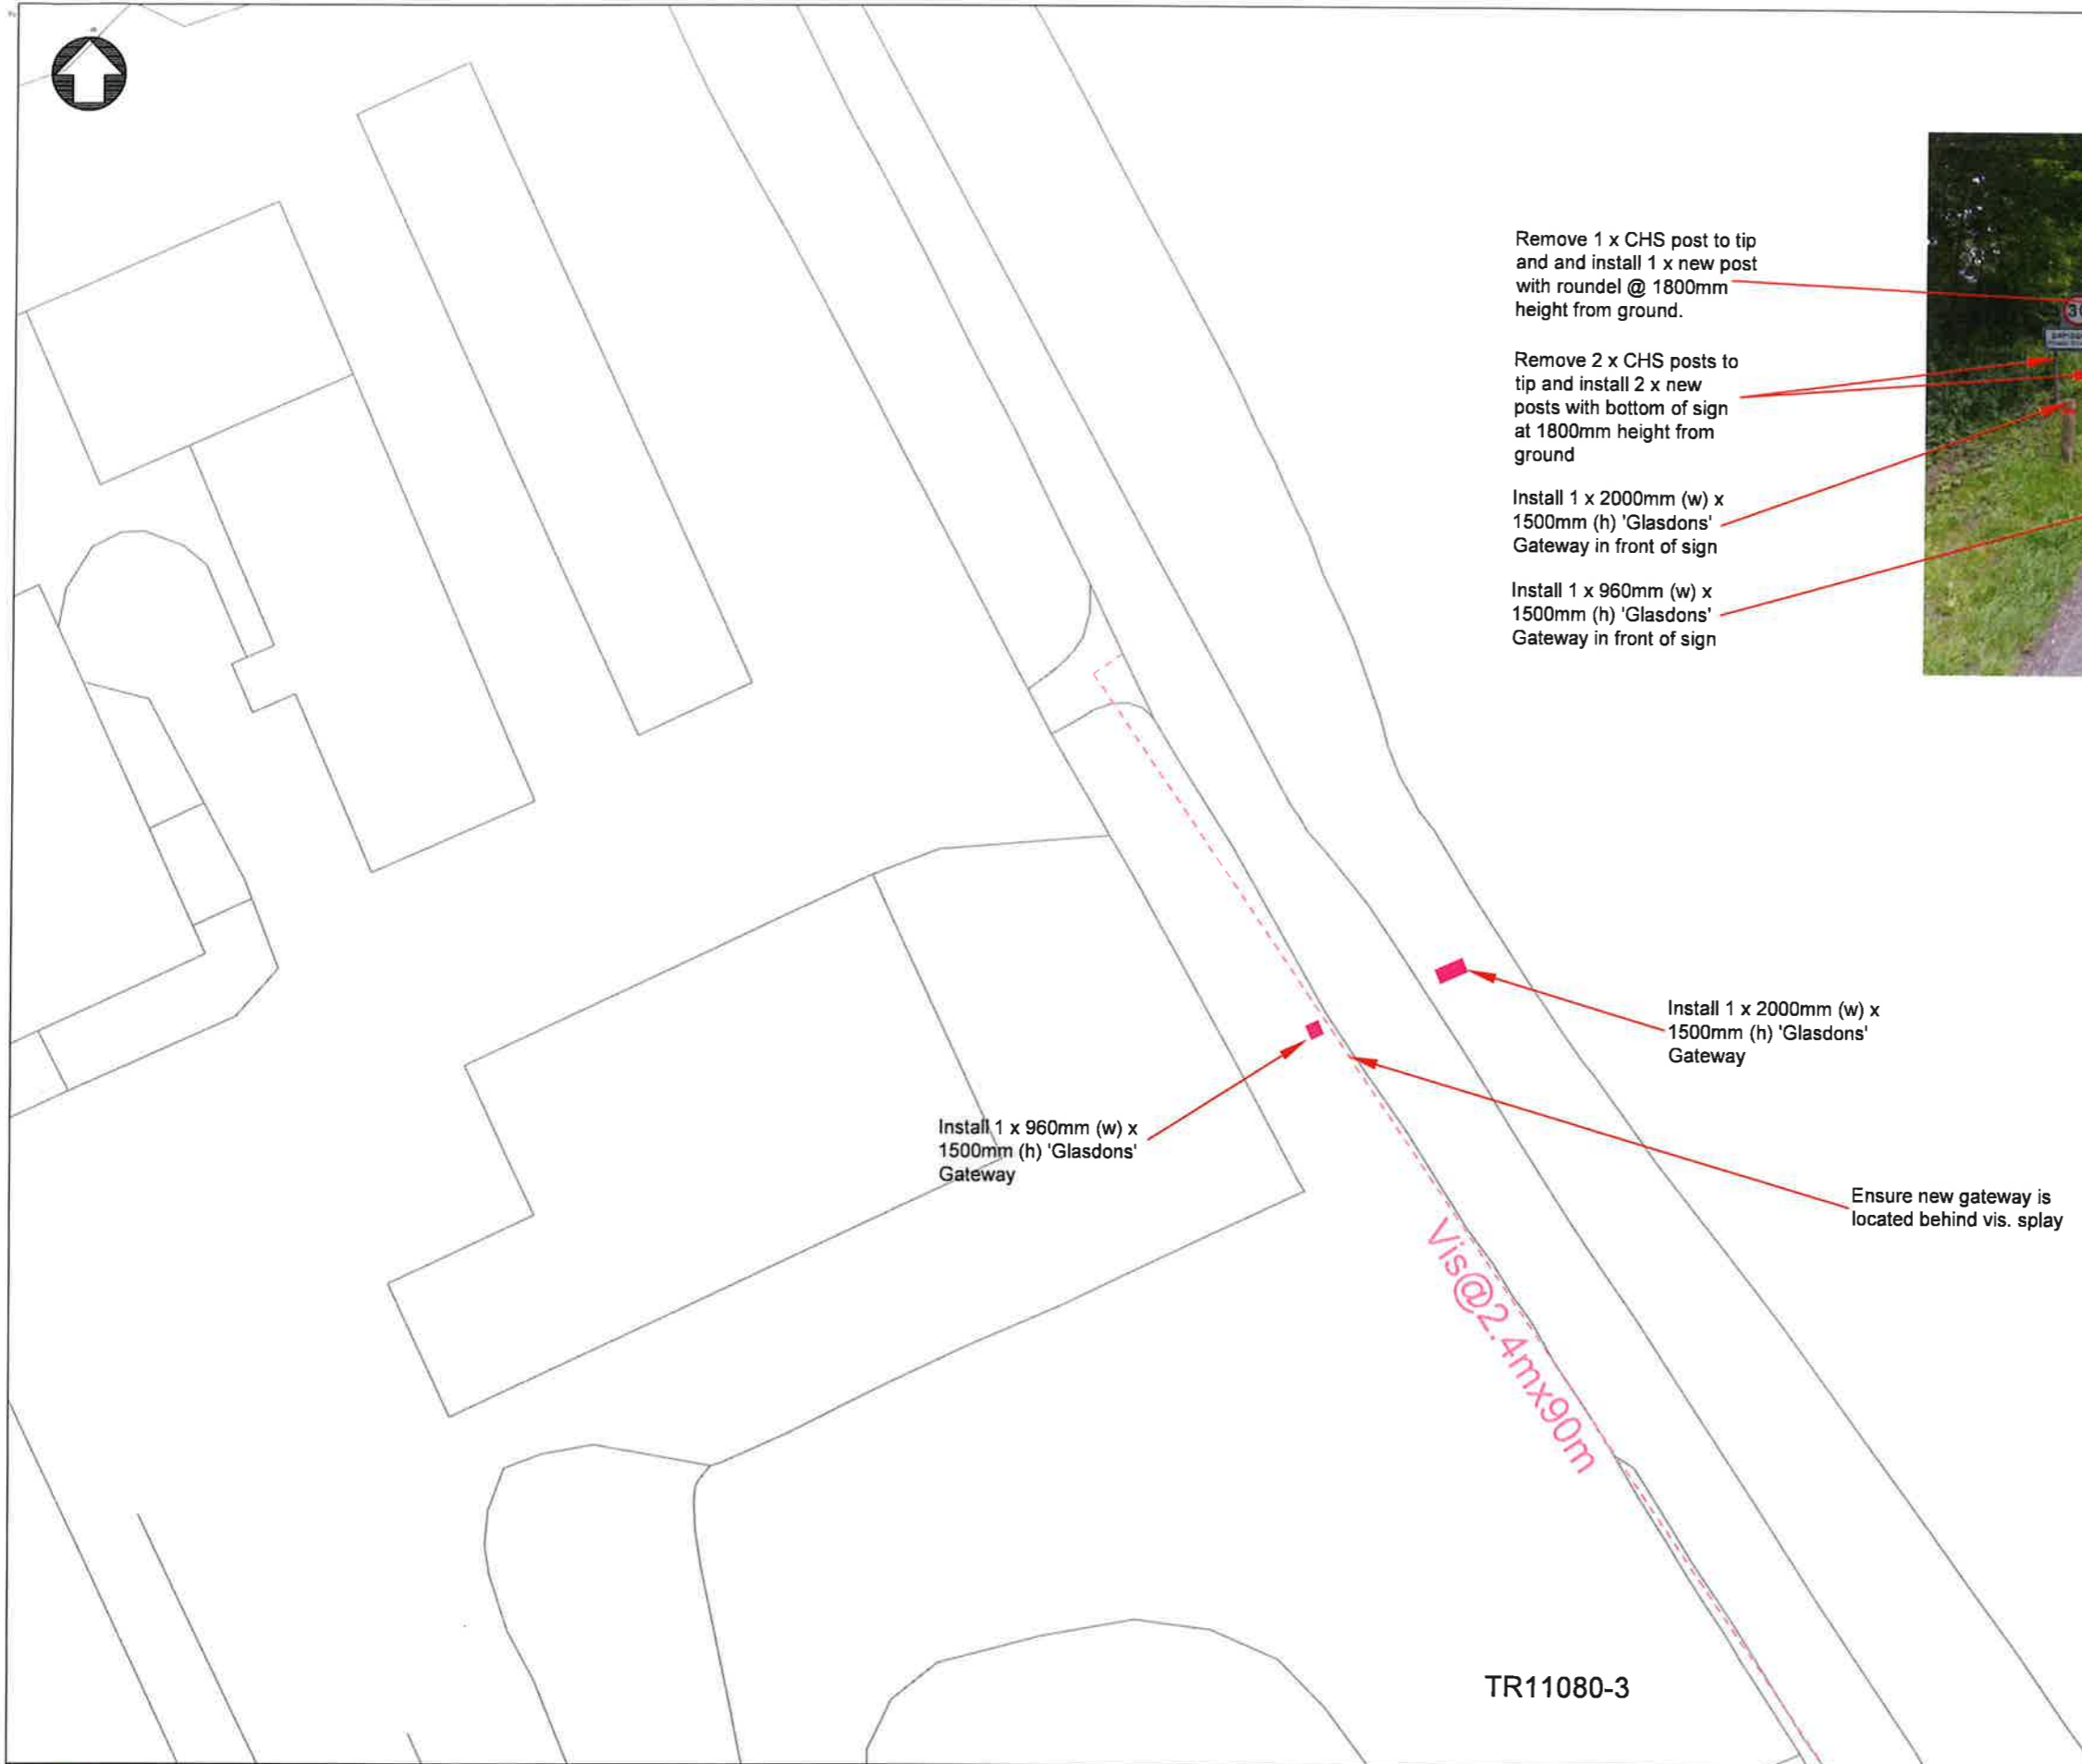 Remove 1 x CHS post to tip
and and install 1 x new post
with roundel @ 1800mm
height from ground.
Remove 2 x CHS posts to
tip and install 2 x new
posts with bottom of sign
at 1800mm height from
ground
Install 1 x 2000mm (w) x
1500mm (h) 'Glasdons'
Gateway in front of sign
Install 1 x 960mm (w) x
1500mm (h) 'Glasdons'
Gateway in front of sign
Install 1 x 2000mm (w) x
1500mm (h) 'Glasdons'
Gateway
Install 1 x 960mm (w) x
1500mm (h) 'Glasdons'
Gateway
Ensure new gateway is
located behind vis. splay
Vis@2.4mx90m
TR11080-3